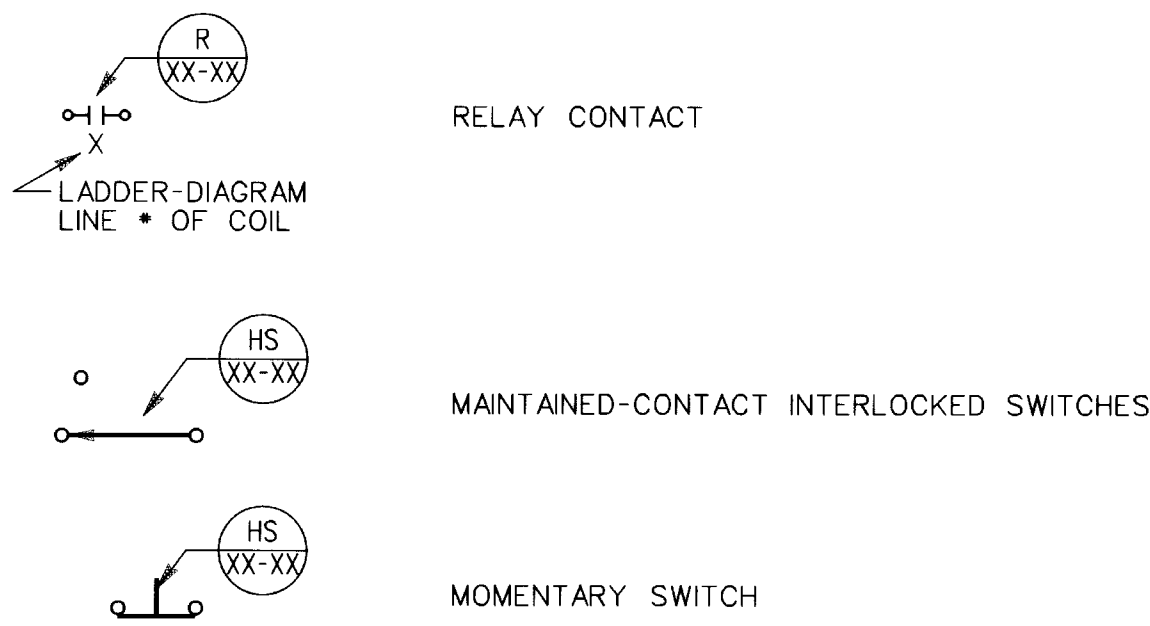 R
XX-XX
RELAY CONTACT
X
LADDER-DIAGRAM
LINE # OF COIL
HS
XX-XX
MAINTAINED-CONTACT INTERLOCKED SWITCHES
HS
XX-XX
MOMENTARY SWITCH